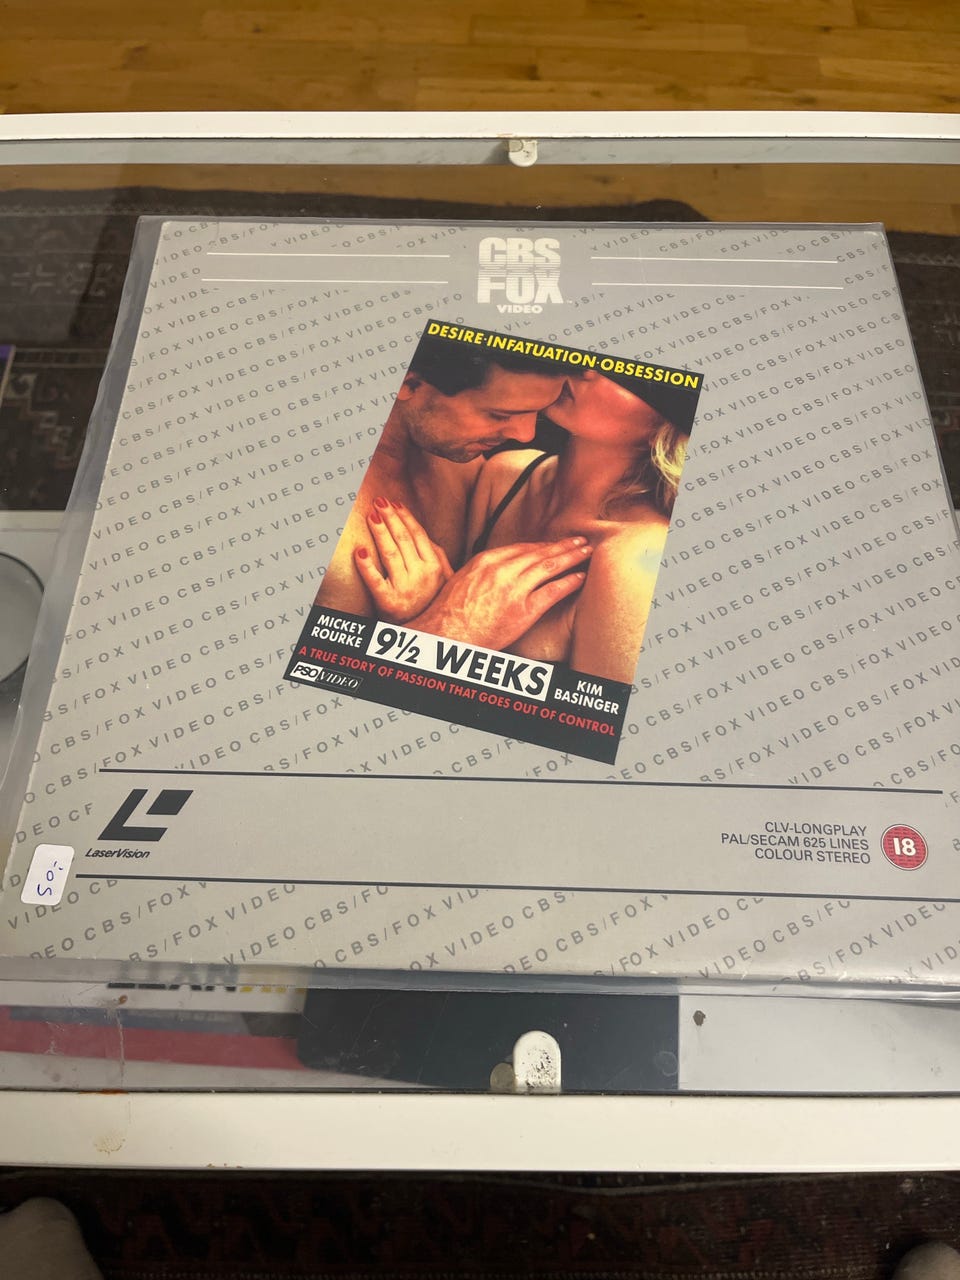 CBS
FOX
VIDEO
DESIRE·INFATUATION·OBSESSION
MICKEY
ROURKE
9½ WEEKS
KIM
BASINGER
A TRUE STORY OF PASSION THAT GOES OUT OF CONTROL
PSO VIDEO
LaserVision
CLV-LONGPLAY
PAL/SECAM 625 LINES
COLOUR STEREO
18
CBS/FOX VIDEO CBS/FOX VIDEO CBS/FOX VIDEO